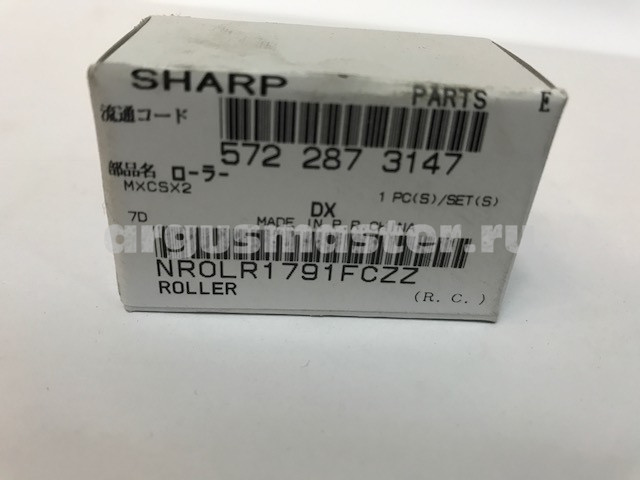 SHARP PARTS E
流通コード
572 287 3147
部品名 ローラー
MXCSX2 1 PC(S)/SET(S)
7D DX
MADE IN P.R.CHINA
argusmaster.ru
NROLR1791FCZZ
ROLLER (R. C.)